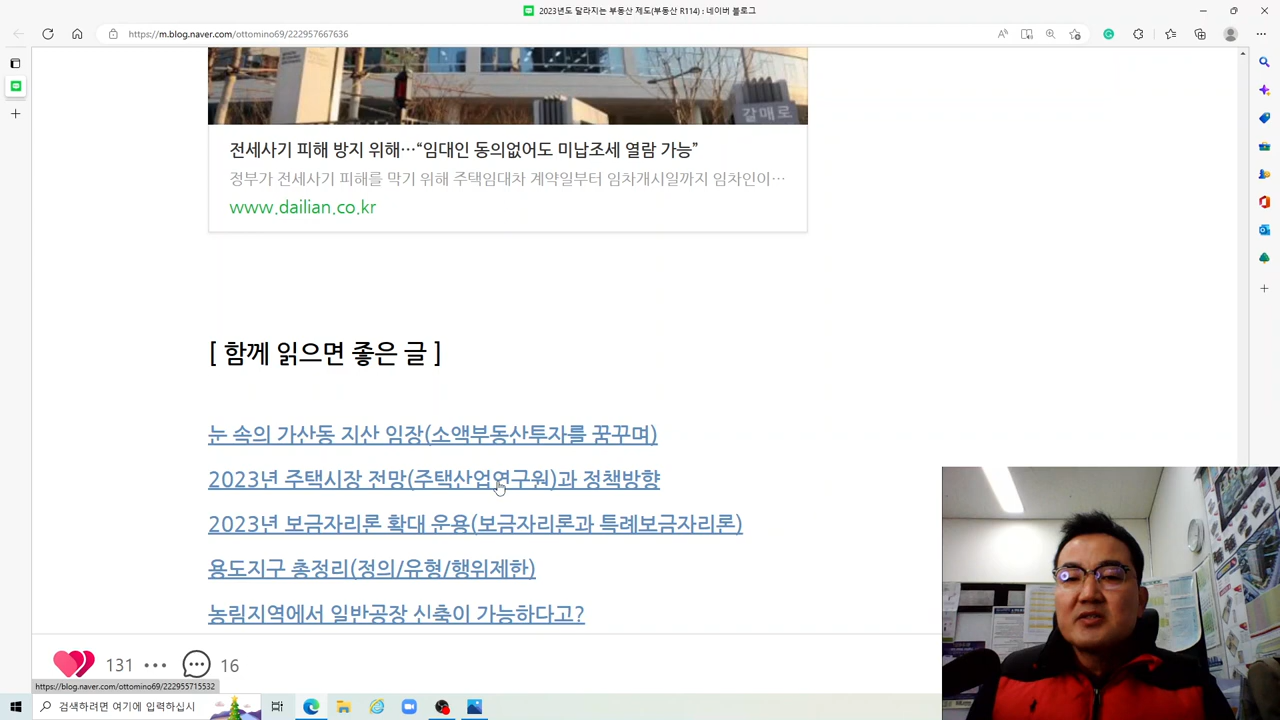 2023년도 달라지는 부동산 제도(부동산 R114) : 네이버 블로그
https://m.blog.naver.com/ottomino69/222957667636
갈매로
전세사기 피해 방지 위해…“임대인 동의없어도 미납조세 열람 가능”
정부가 전세사기 피해를 막기 위해 주택임대차 계약일부터 임차개시일까지 임차인이…
www.dailian.co.kr
[ 함께 읽으면 좋은 글 ]
눈 속의 가산동 지산 임장(소액부동산투자를 꿈꾸며)
2023년 주택시장 전망(주택산업연구원)과 정책방향
2023년 보금자리론 확대 운용(보금자리론과 특례보금자리론)
용도지구 총정리(정의/유형/행위제한)
농림지역에서 일반공장 신축이 가능하다고?
131
16
https://blog.naver.com/ottomino69/222955715532
검색하려면 여기에 입력하십시